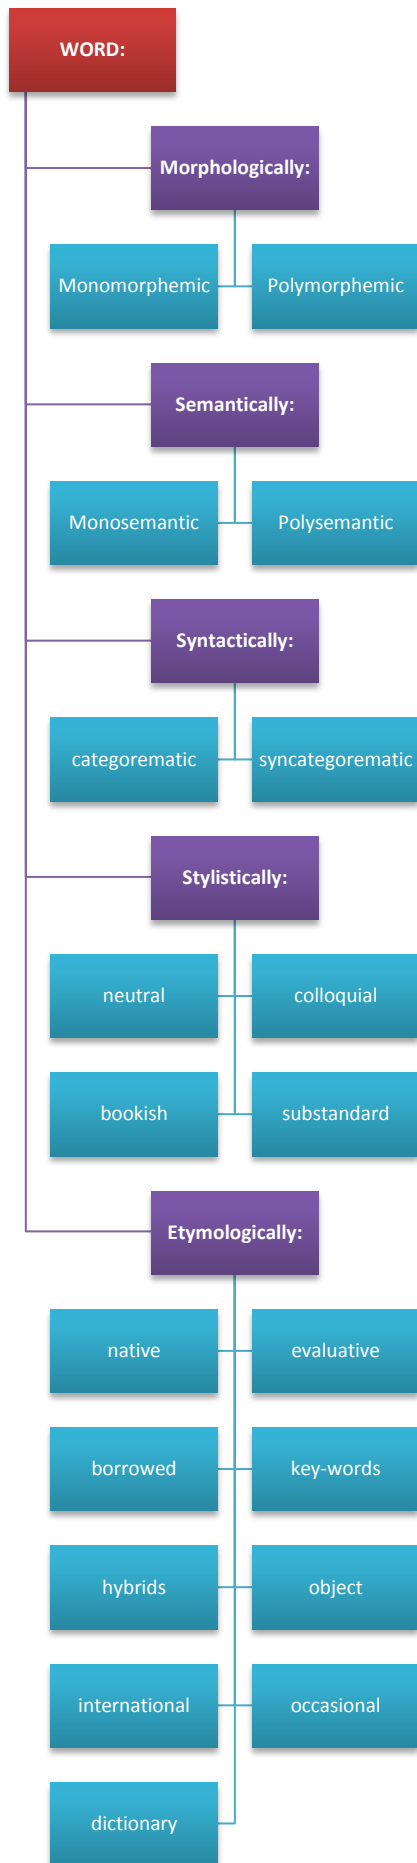 WORD:
Morphologically:
Monomorphemic
Polymorphemic
Semantically:
Monosemantic
Polysemantic
Syntactically:
categorematic
syncategorematic
Stylistically:
neutral
colloquial
bookish
substandard
Etymologically:
native
evaluative
borrowed
key-words
hybrids
object
international
occasional
dictionary